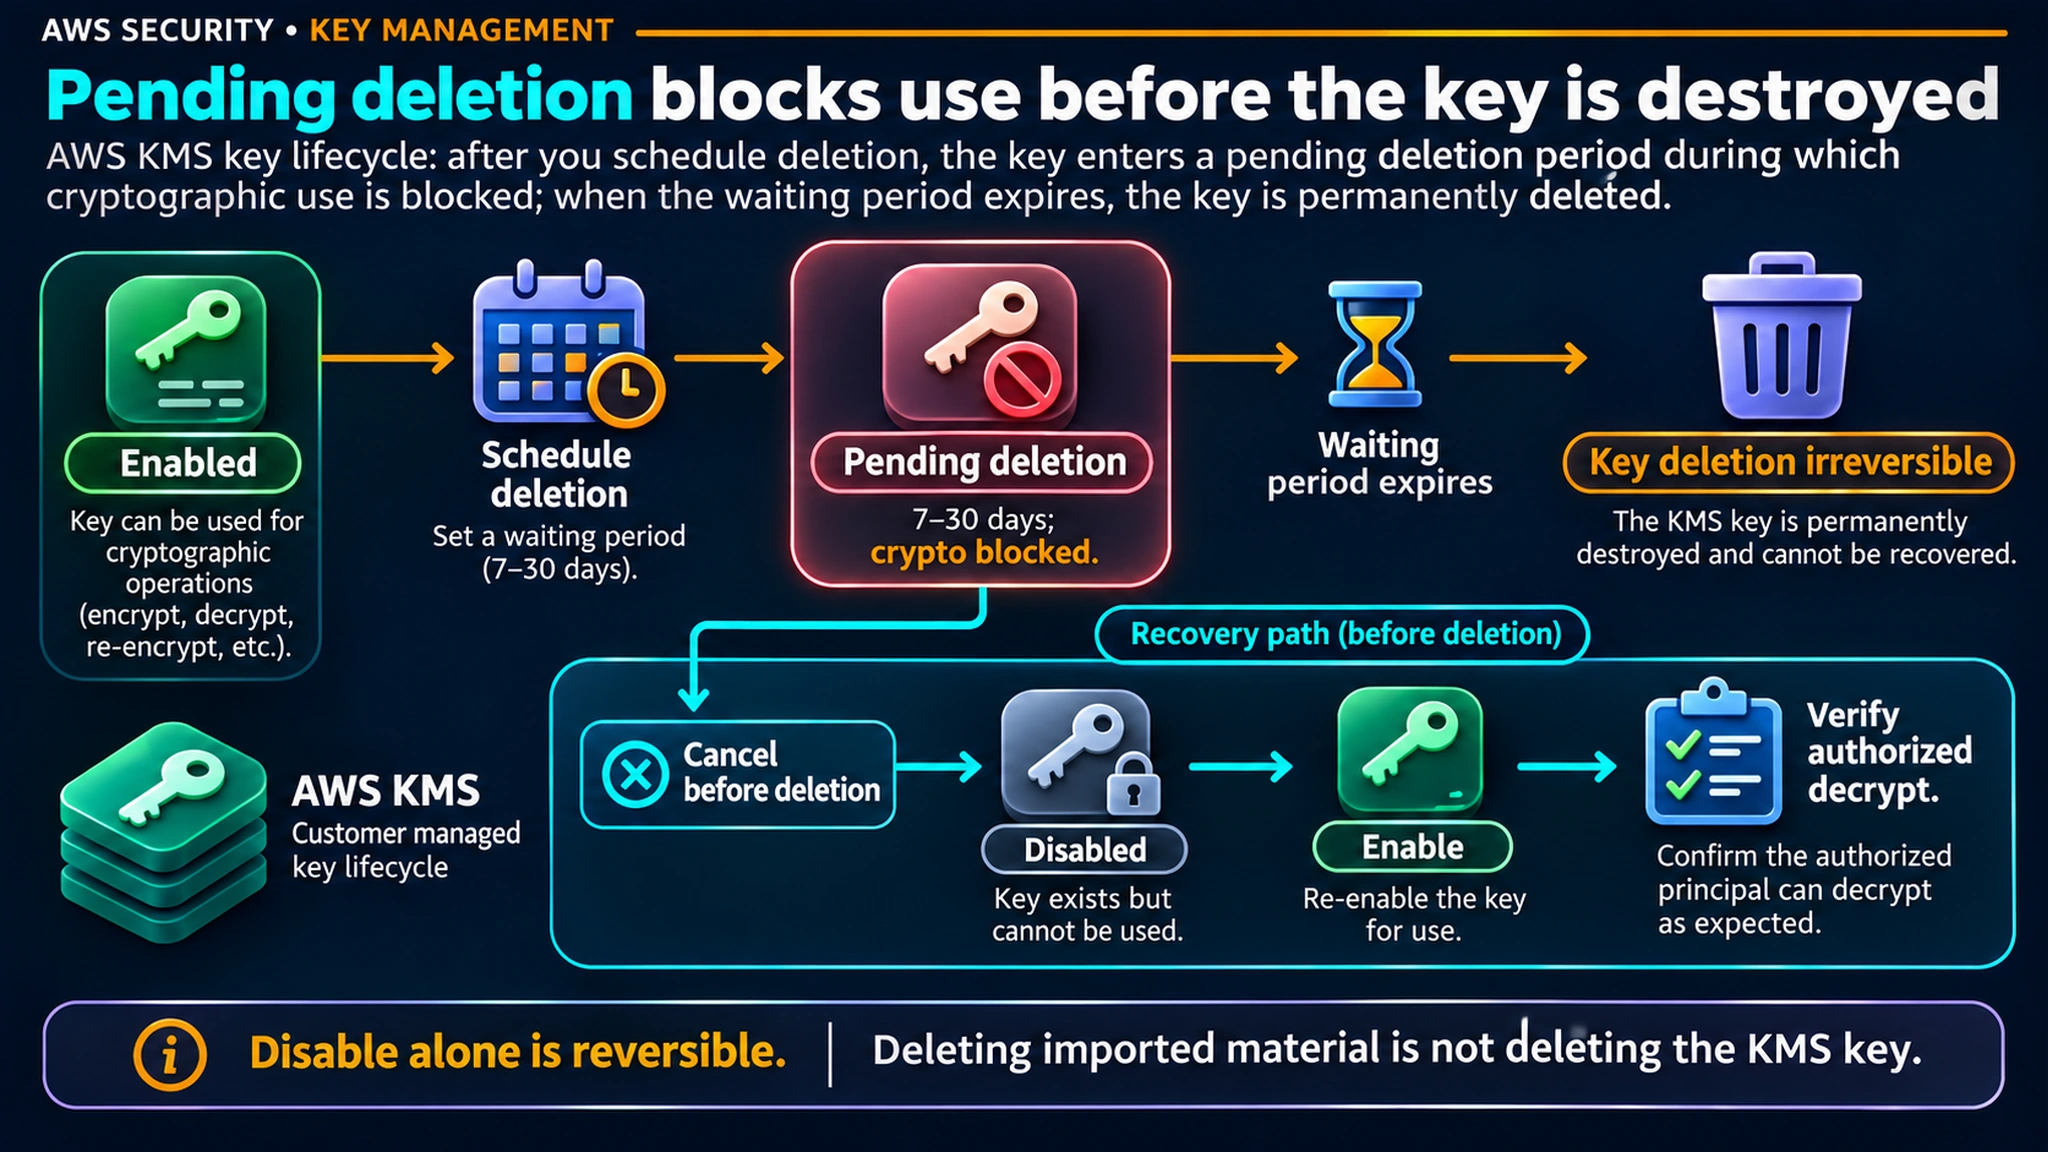 AWS SECURITY • KEY MANAGEMENT
Pending deletion blocks use before the key is destroyed
AWS KMS key lifecycle: after you schedule deletion, the key enters a pending deletion period during which
cryptographic use is blocked; when the waiting period expires, the key is permanently deleted.
Enabled
Key can be used for
cryptographic
operations
(encrypt, decrypt,
re-encrypt, etc.).
Schedule
deletion
Set a waiting period
(7–30 days).
Pending deletion
7–30 days;
crypto blocked.
Waiting
period expires
Key deletion irreversible
The KMS key is permanently
destroyed and cannot be recovered.
Recovery path (before deletion)
Cancel
before deletion
Disabled
Key exists but
cannot be used.
Enable
Re-enable the key
for use.
Verify
authorized
decrypt.
Confirm the authorized
principal can decrypt
as expected.
AWS KMS
Customer managed
key lifecycle
Disable alone is reversible.
Deleting imported material is not deleting the KMS key.